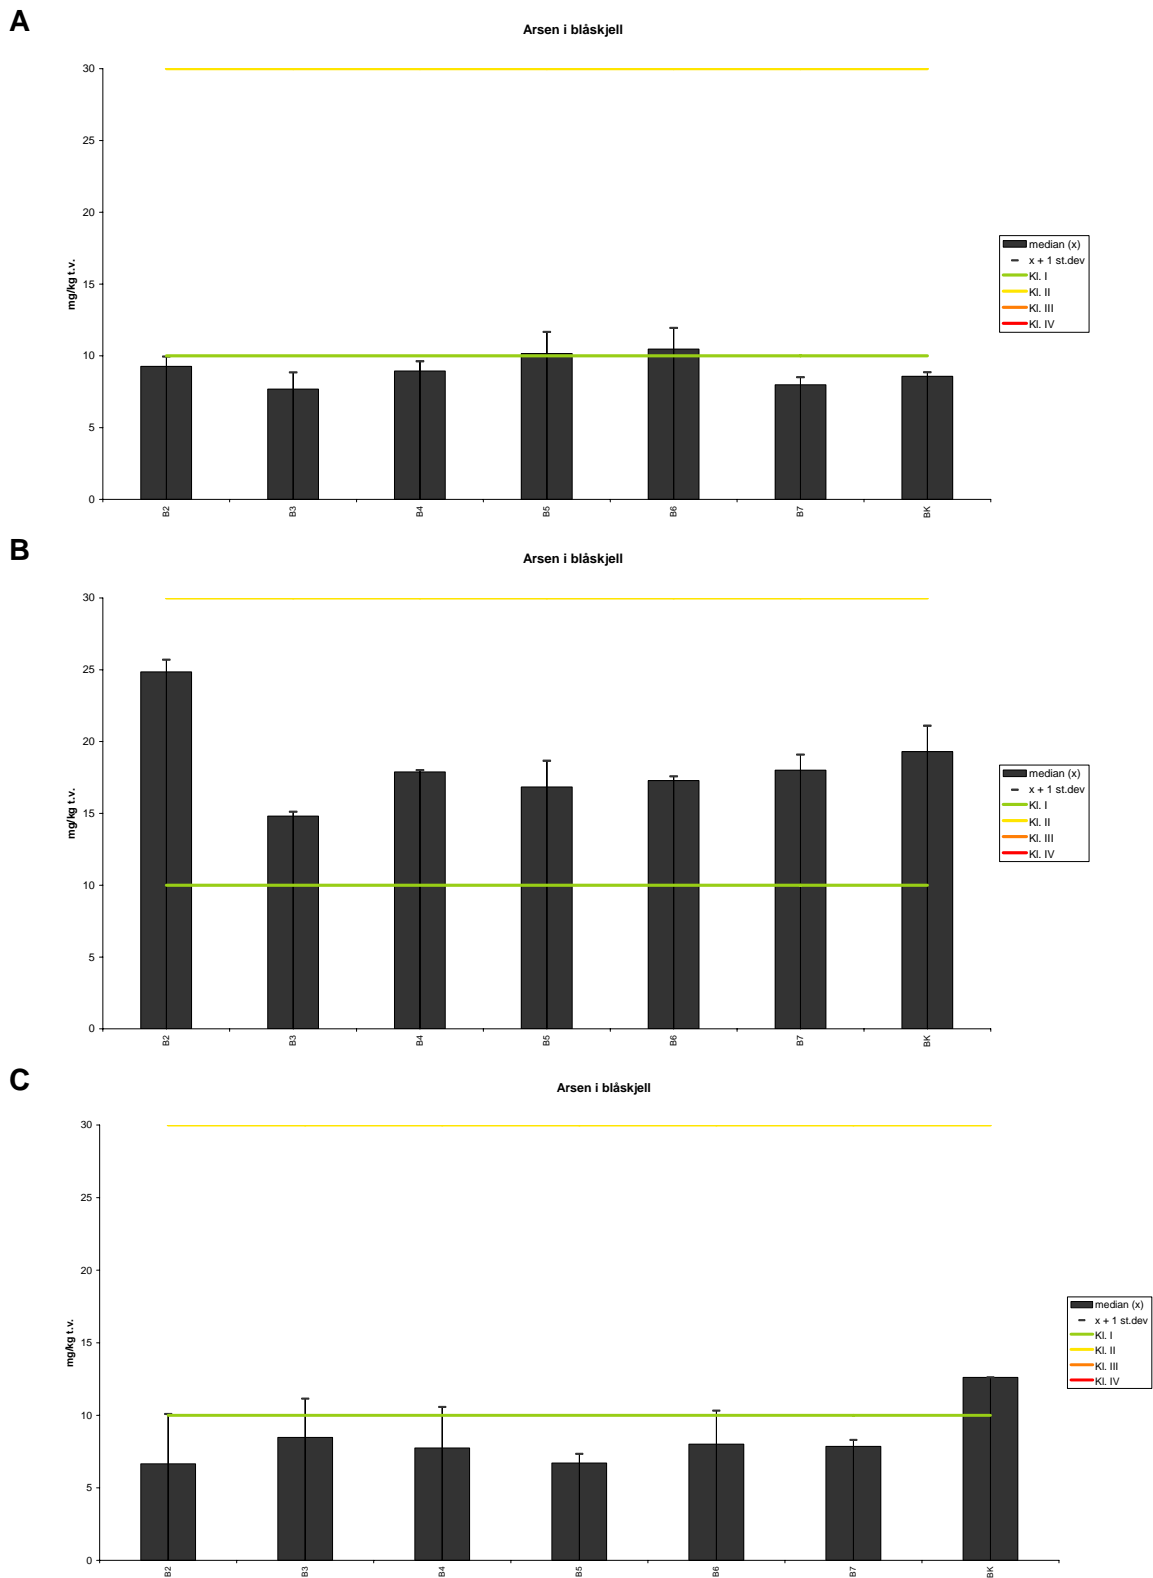 A
Arsen i blåskjell
mg/kg t.v.
30
25
20
15
10
5
0
B2
B3
B4
B5
B6
B7
BK
median (x)
x + 1 st.dev
Kl. I
Kl. II
Kl. III
Kl. IV
B
Arsen i blåskjell
mg/kg t.v.
30
25
20
15
10
5
0
B2
B3
B4
B5
B6
B7
BK
median (x)
x + 1 st.dev
Kl. I
Kl. II
Kl. III
Kl. IV
C
Arsen i blåskjell
mg/kg t.v.
30
25
20
15
10
5
0
B2
B3
B4
B5
B6
B7
BK
median (x)
x + 1 st.dev
Kl. I
Kl. II
Kl. III
Kl. IV